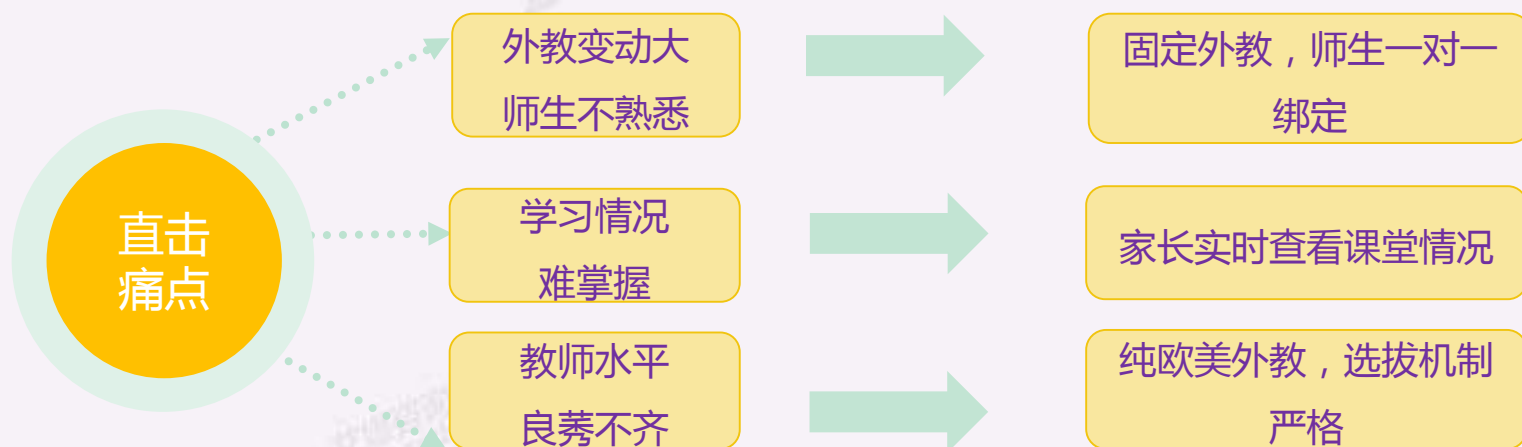 外教变动大
师生不熟悉
固定外教，师生一对一
绑定
直击
痛点
学习情况
难掌握
家长实时查看课堂情况
教师水平
良莠不齐
纯欧美外教，选拔机制
严格